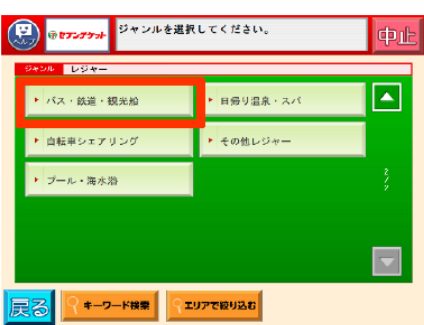 ヘルプ
セブンチケット
ジャンルを選択してください。
中止
ジャンル レジャー
バス・鉄道・観光船
日帰り温泉・スパ
自転車シェアリング
その他レジャー
プール・海水浴
2/2
戻る
キーワード検索
エリアで絞り込む